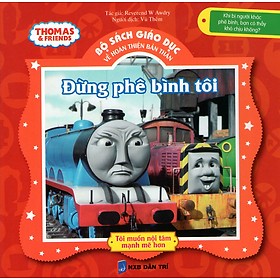 THOMAS
& FRIENDS
Tác giả: Reverend W Awdry
Người dịch: Vũ Thêm
BỘ SÁCH GIÁO DỤC
VỀ HOÀN THIỆN BẢN THÂN
Khi bị người khác
phê bình, bạn có thấy
khó chịu không?
Đừng phê bình tôi
Tôi muốn nội tâm
mạnh mẽ hơn
NXB DÂN TRÍ